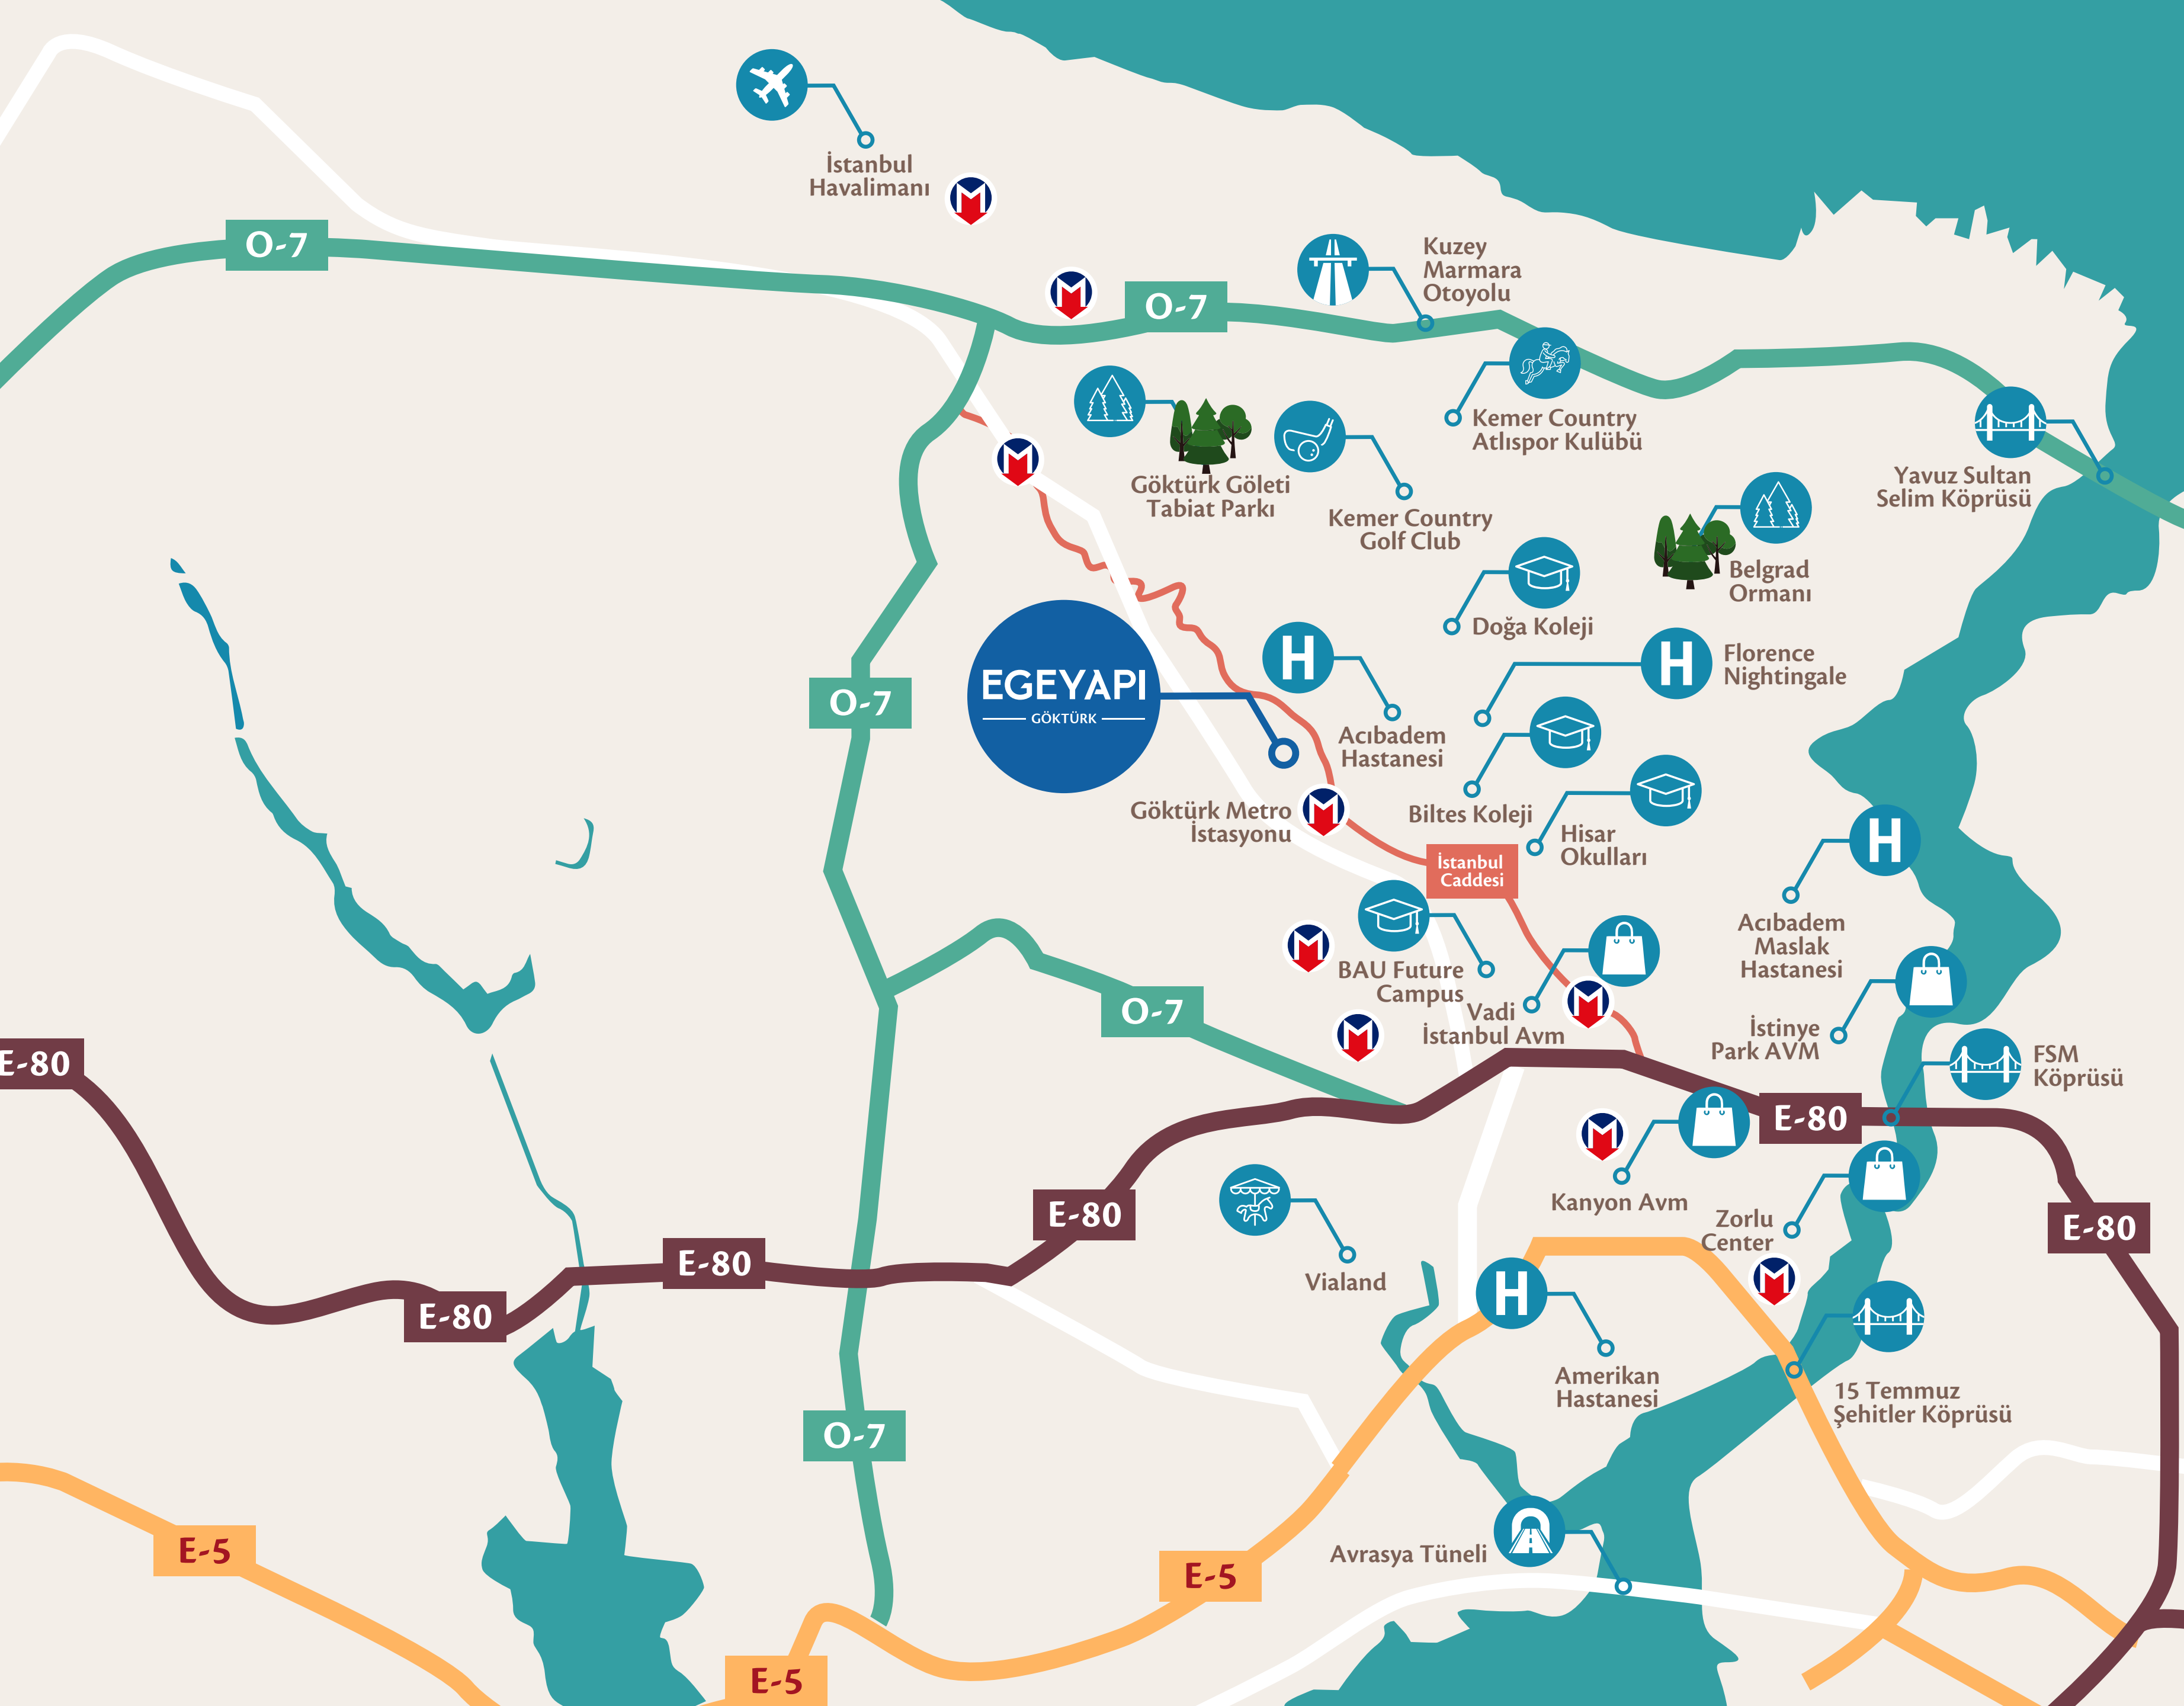 İstanbul
Havalimanı
M
O-7
M
O-7
Kuzey
Marmara
Otoyolu
Kemer Country
Atlıspor Kulübü
M
Göktürk Göleti
Tabiat Parkı
Kemer Country
Golf Club
Yavuz Sultan
Selim Köprüsü
Belgrad
Ormanı
Doğa Koleji
H
Florence
Nightingale
EGEYAPI
GÖKTÜRK
O-7
H
Acıbadem
Hastanesi
Göktürk Metro
İstasyonu
M
Biltes Koleji
Hisar
Okulları
İstanbul
Caddesi
H
Acıbadem
Maslak
Hastanesi
M
BAU Future
Campus
Vadi
İstanbul Avm
M
O-7
M
İstinye
Park AVM
FSM
Köprüsü
E-80
E-80
M
Kanyon Avm
Zorlu
Center
E-80
E-80
E-80
E-80
Vialand
M
H
Amerikan
Hastanesi
15 Temmuz
Şehitler Köprüsü
O-7
E-5
Avrasya Tüneli
E-5
E-5